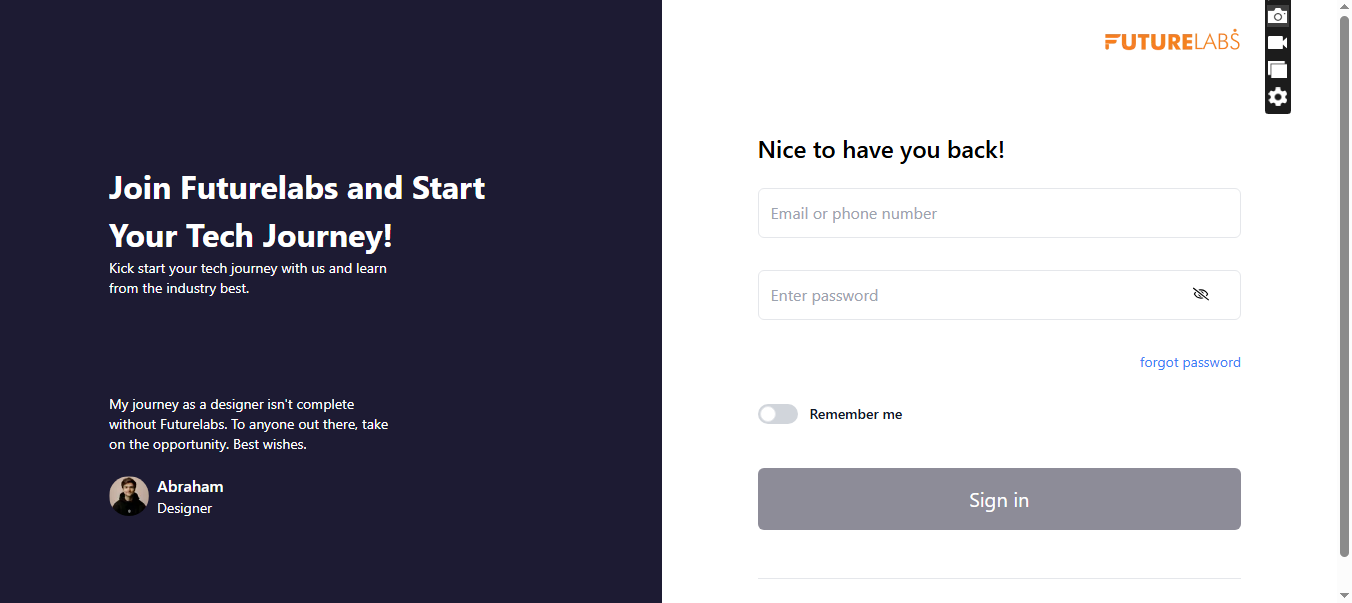 Join Futurelabs and Start
Your Tech Journey!
Kick start your tech journey with us and learn
from the industry best.
My journey as a designer isn't complete
without Futurelabs. To anyone out there, take
on the opportunity. Best wishes.
Abraham
Designer
FUTURELABS
Nice to have you back!
Email or phone number
Enter password
forgot password
Remember me
Sign in